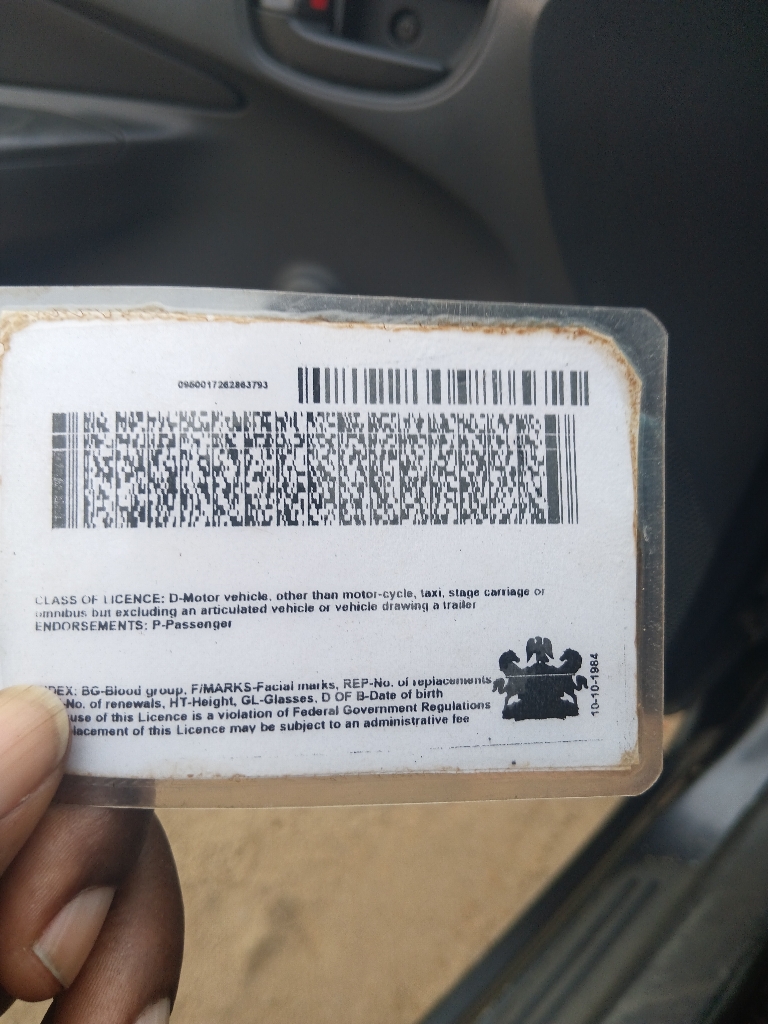 0950017262863793
CLASS OF LICENCE: D-Motor vehicle, other than motor-cycle, taxi, stage carriage or
omnibus but excluding an articulated vehicle or vehicle drawing a trailer
ENDORSEMENTS: P-Passenger
DEX: BG-Blood group, F/MARKS-Facial marks, REP-No. of replacements
-No. of renewals, HT-Height, GL-Glasses, D OF B-Date of birth
use of this Licence is a violation of Federal Government Regulations
lacement of this Licence may be subject to an administrative fee
10-10-1984